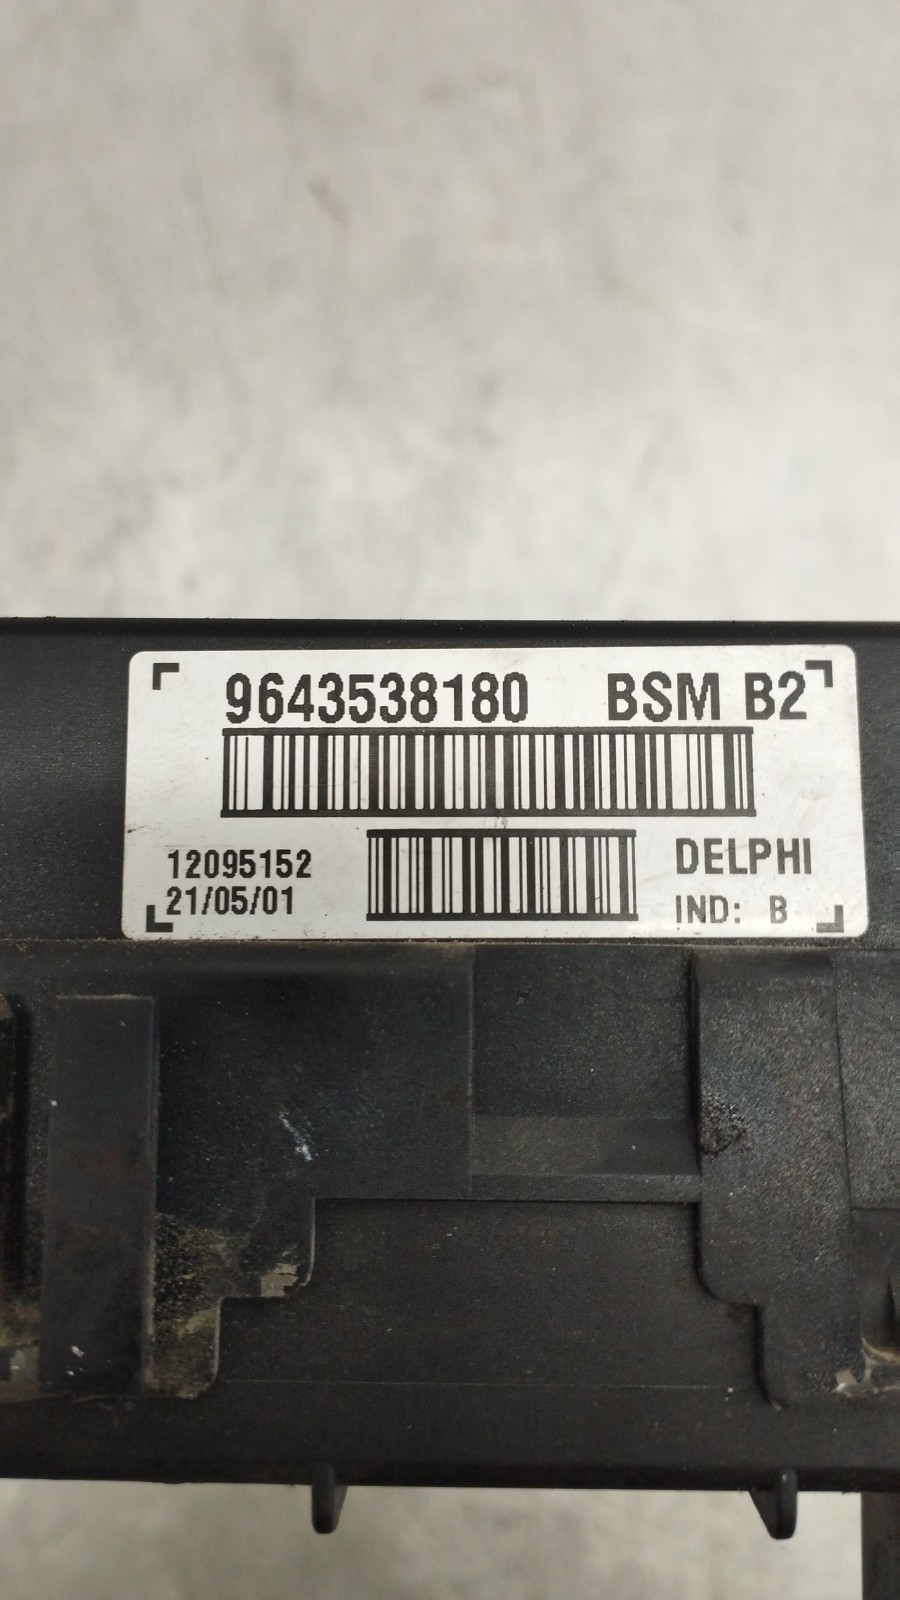 9643538180 BSM B2
12095152 DELPHI
21/05/01 IND: B